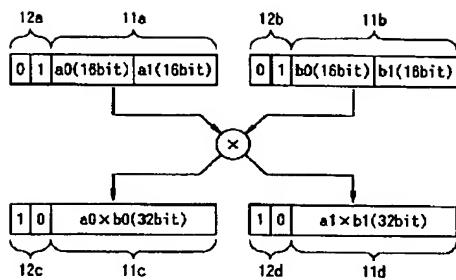 12a 11a 12b 11b
0 1 a0(16bit) a1(16bit) 0 1 b0(16bit) b1(16bit)
×
1 0 a0×b0(32bit) 1 0 a1×b1(32bit)
12c 11c 12d 11d